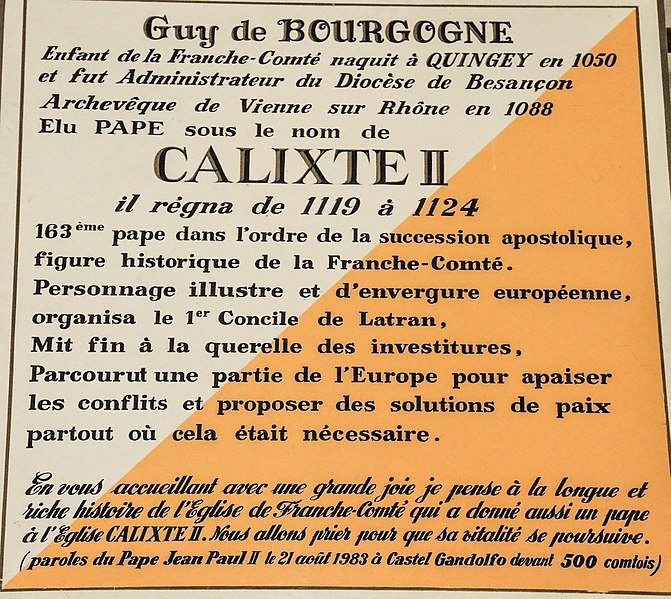 Guy de BOURGOGNE
Enfant de la Franche-Comté naquit à QUINGEY en 1050
et fut Administrateur du Diocèse de Besançon
Archevêque de Vienne sur Rhône en 1088
Elu PAPE sous le nom de
CALIXTE II
il régna de 1119 à 1124
163ème pape dans l'ordre de la succession apostolique,
figure historique de la Franche-Comté.
Personnage illustre et d'envergure européenne,
organisa le 1er Concile de Latran,
Mit fin à la querelle des investitures,
Parcourut une partie de l'Europe pour apaiser
les conflits et proposer des solutions de paix
partout où cela était nécessaire.
En vous accueillant avec une grande joie je pense à la longue et
riche histoire de l'Eglise de Franche-Comté qui a donné aussi un pape
à l'Eglise CALIXTE II. Nous allons prier pour que sa vitalité se poursuive.
(paroles du Pape Jean Paul II le 21 août 1983 à Castel Gandolfo devant 500 comtois)